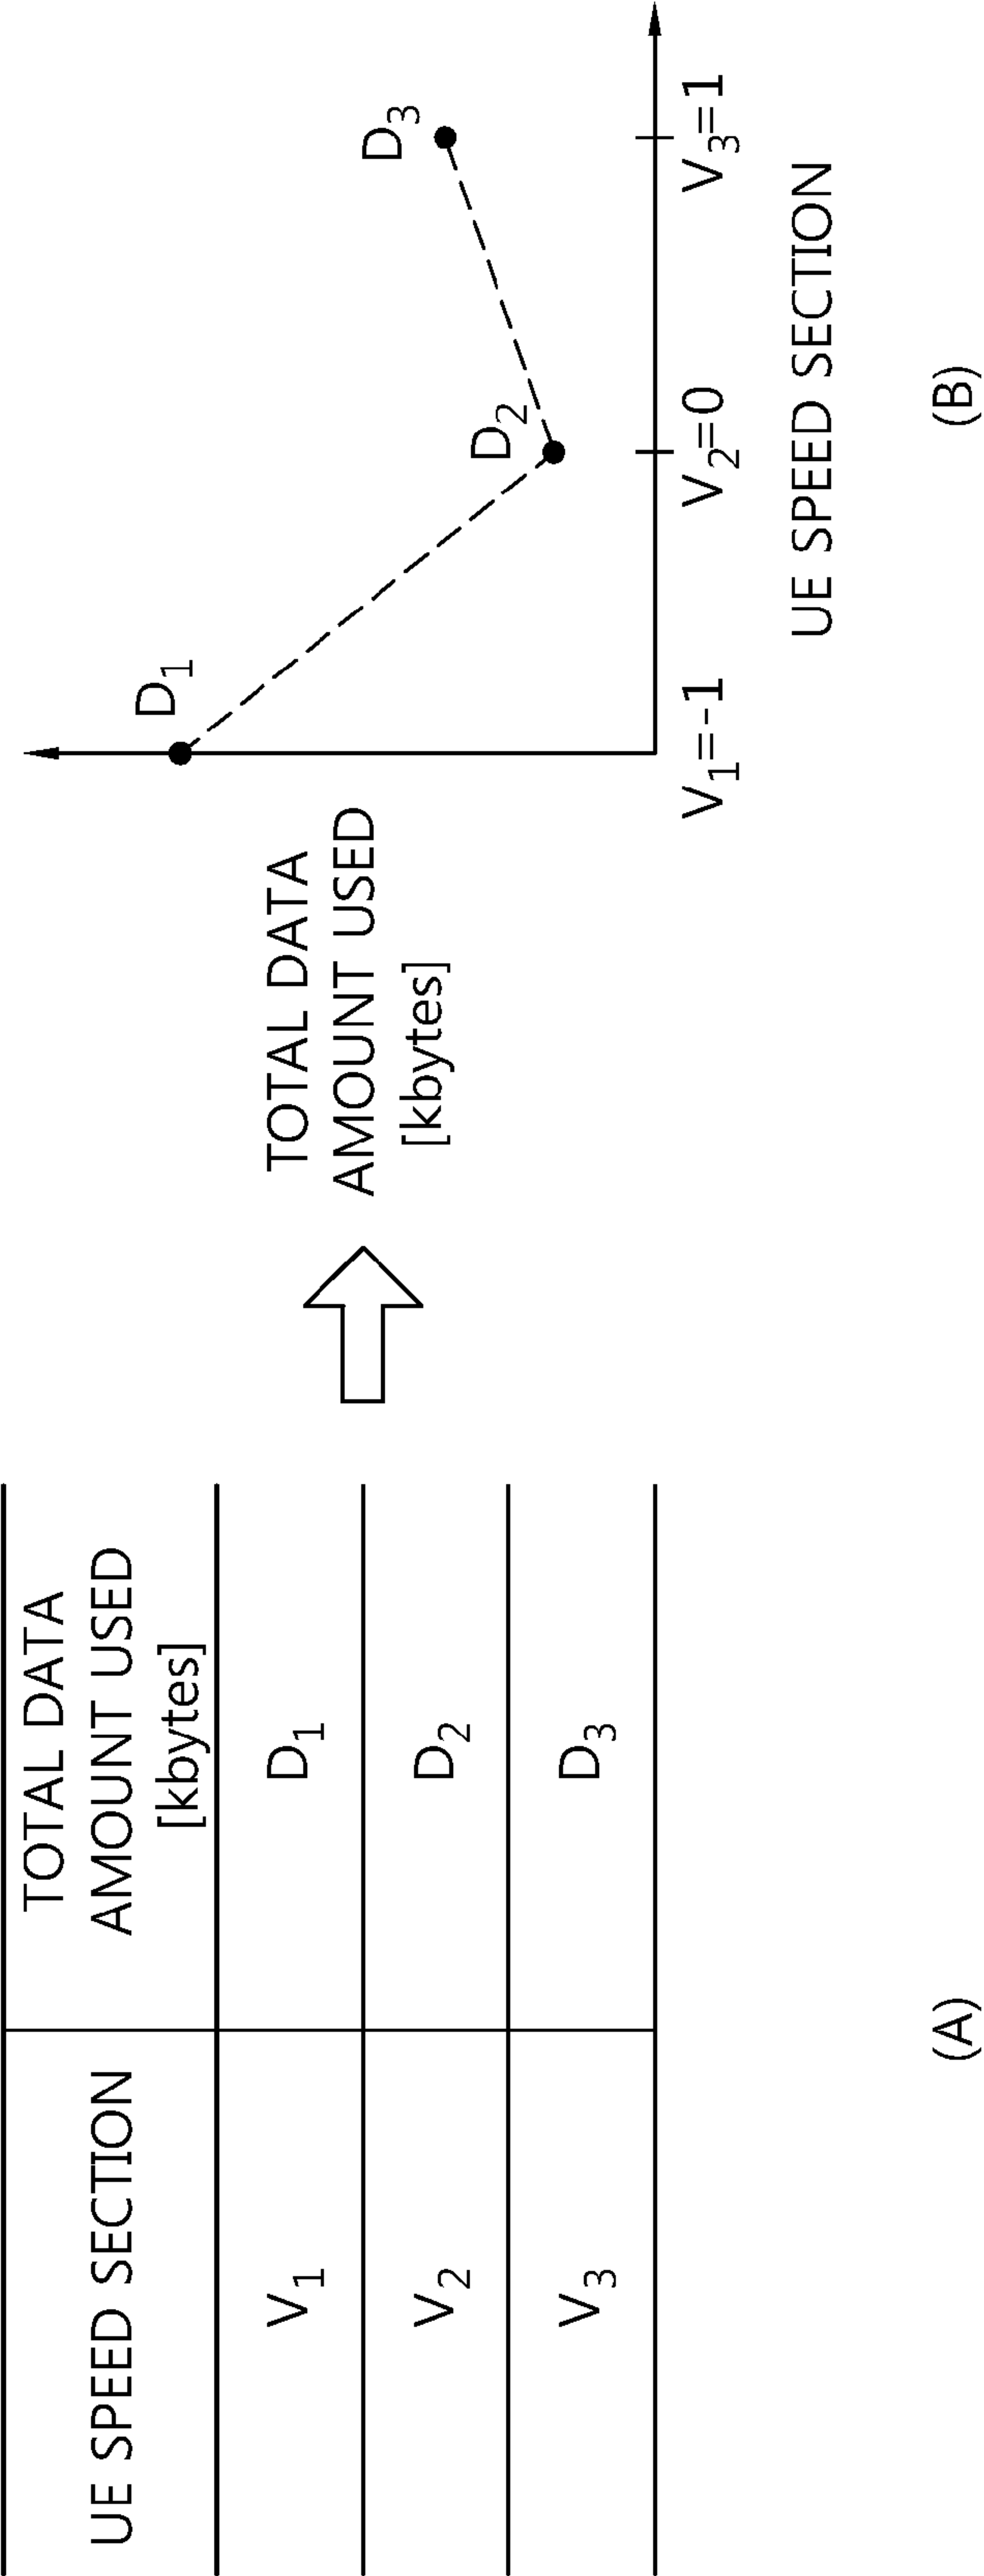 UE SPEED SECTION
TOTAL DATA
AMOUNT USED
[kbytes]
V1
D1
V2
D2
V3
D3
(A)
TOTAL DATA
AMOUNT USED
[kbytes]
D1
D2
D3
V1=-1
V2=0
V3=1
UE SPEED SECTION
(B)